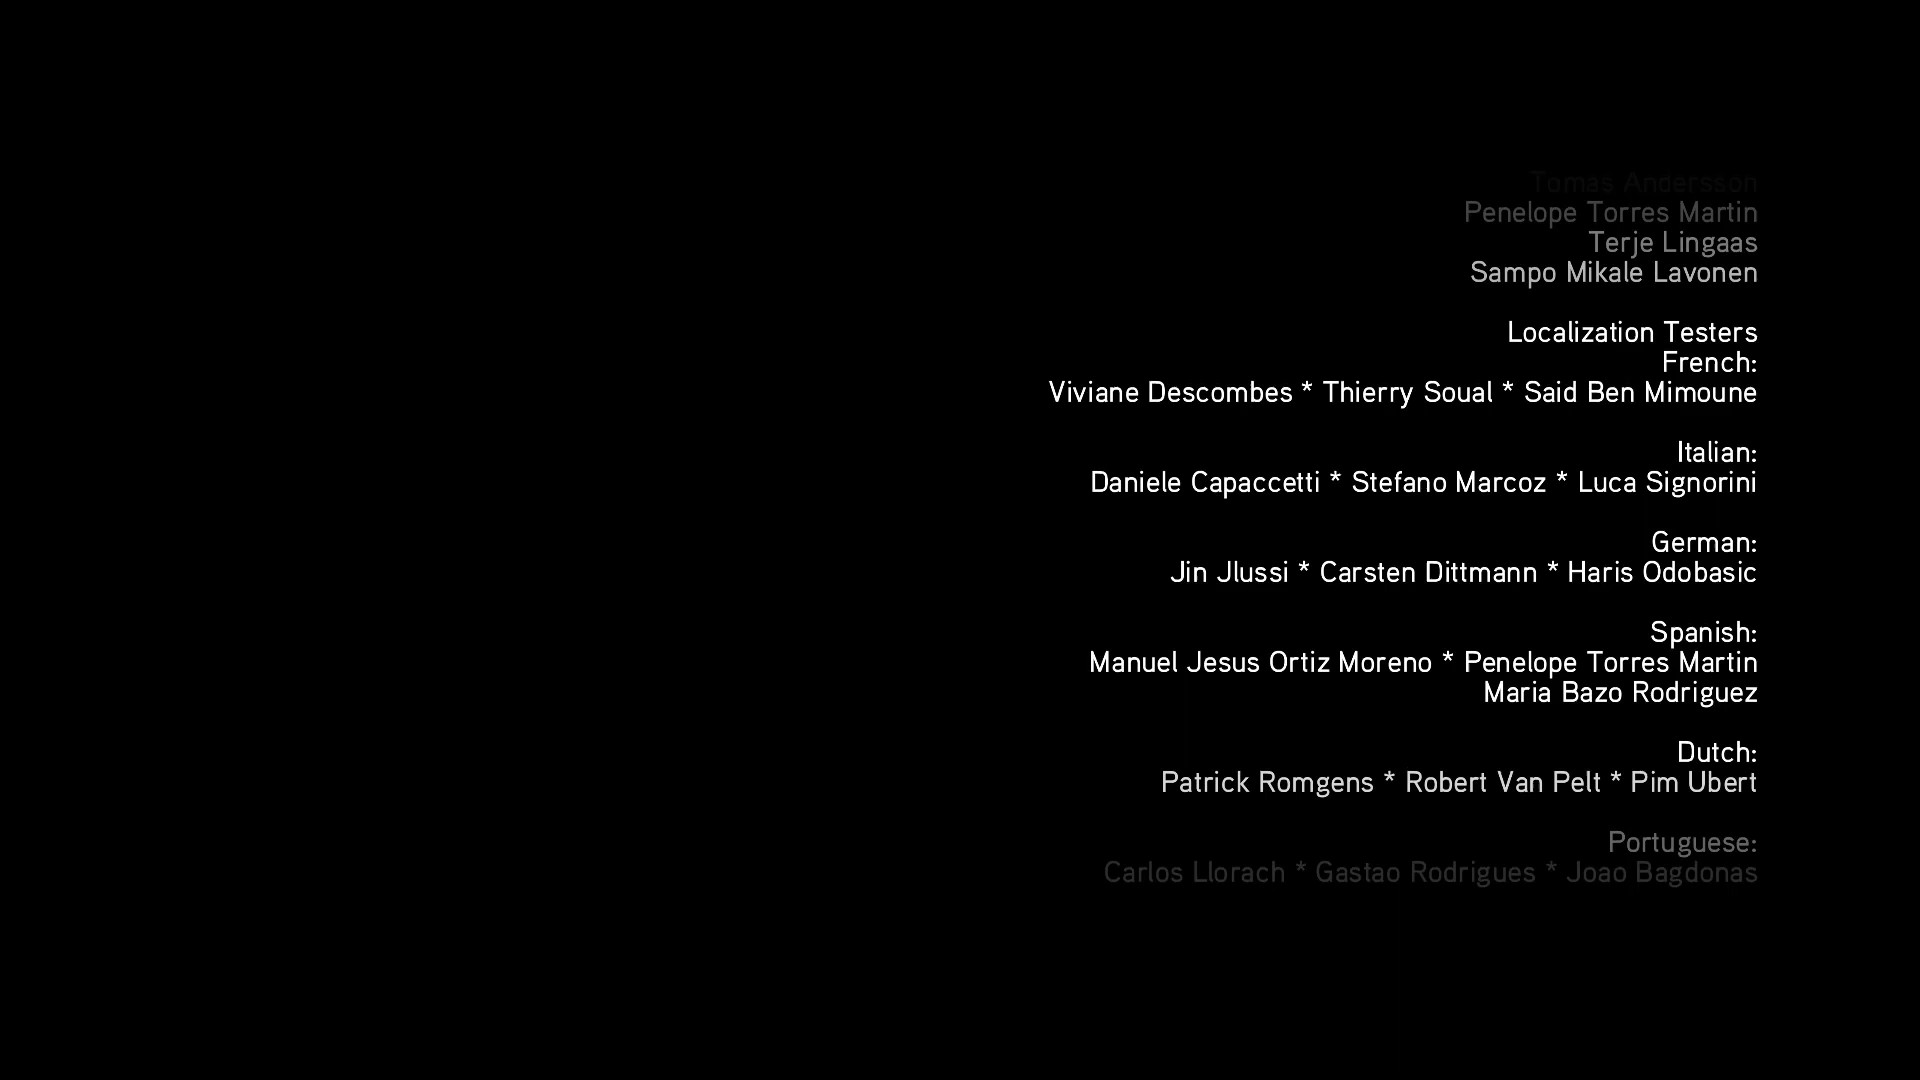 Tomas Andersson
Penelope Torres Martin
Terje Lingaas
Sampo Mikale Lavonen
Localization Testers
French:
Viviane Descombes * Thierry Soual * Said Ben Mimoune
Italian:
Daniele Capaccetti * Stefano Marcoz * Luca Signorini
German:
Jin Jlussi * Carsten Dittmann * Haris Odobasic
Spanish:
Manuel Jesus Ortiz Moreno * Penelope Torres Martin
Maria Bazo Rodriguez
Dutch:
Patrick Romgens * Robert Van Pelt * Pim Ubert
Portuguese:
Carlos Llorach * Gastao Rodrigues * Joao Bagdonas